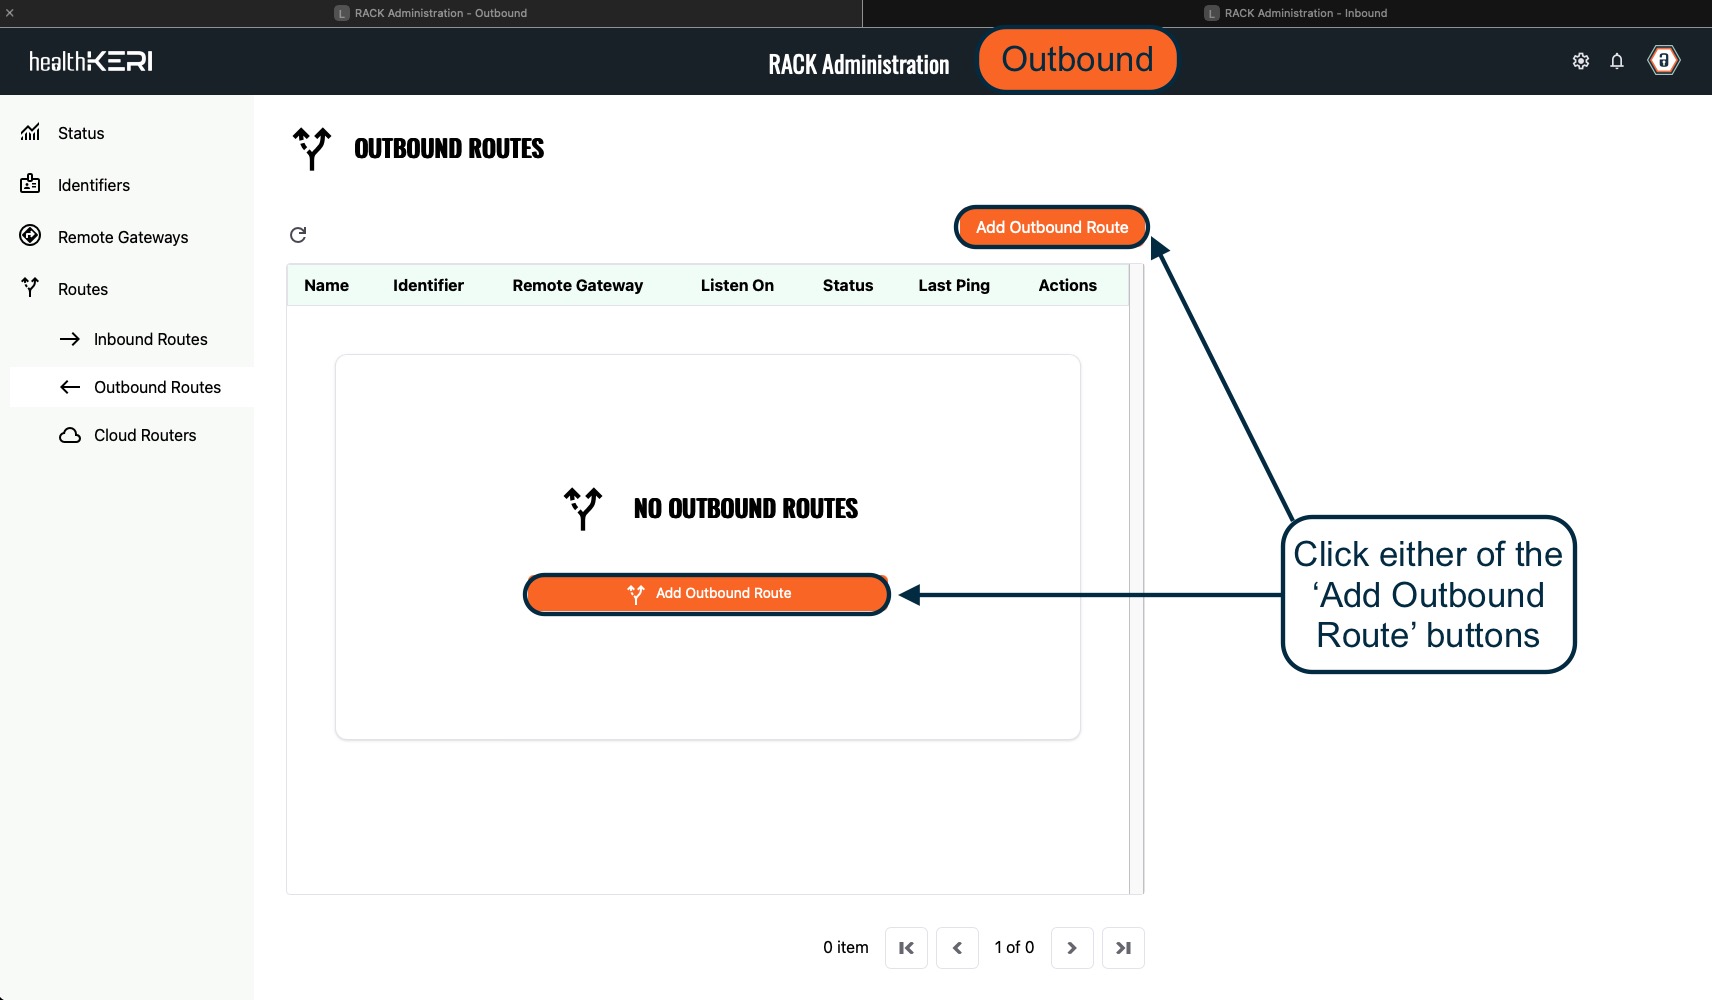 L RACK Administration - Outbound
L RACK Administration - Inbound
healthKERI
RACK Administration
Outbound
Status
Identifiers
Remote Gateways
Routes
Inbound Routes
Outbound Routes
Cloud Routers
OUTBOUND ROUTES
Add Outbound Route
Name Identifier Remote Gateway Listen On Status Last Ping Actions
NO OUTBOUND ROUTES
Add Outbound Route
Click either of the
‘Add Outbound
Route’ buttons
0 item
1 of 0